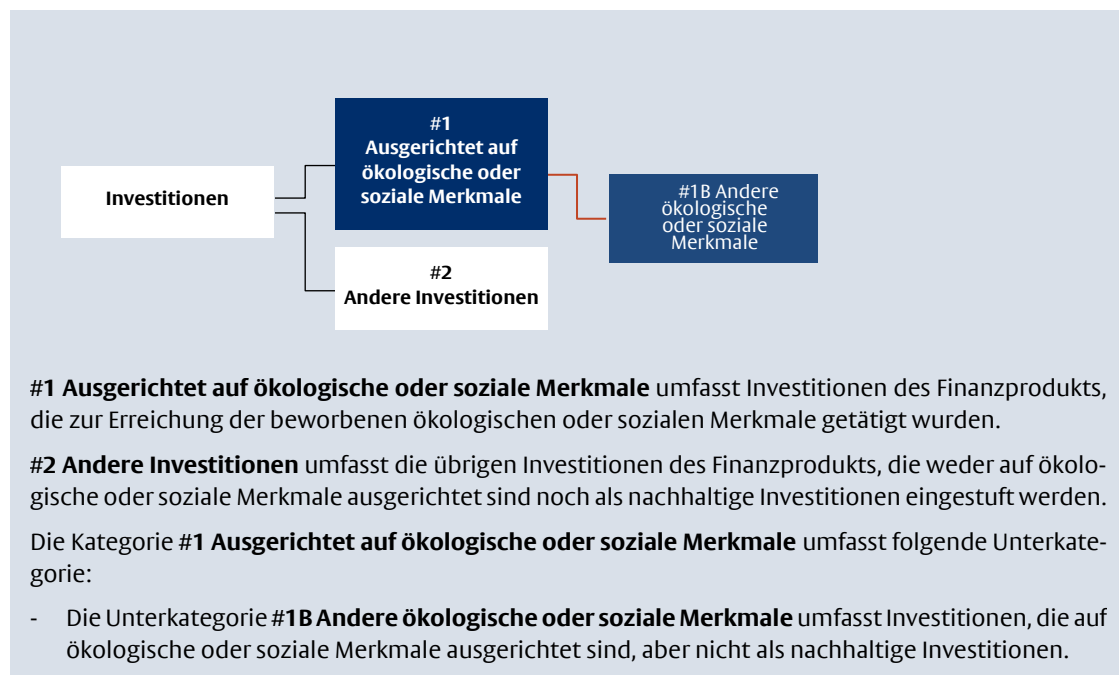 #1
Ausgerichtet auf
ökologische oder
soziale Merkmale
Investitionen
#1B Andere
ökologische
oder soziale
Merkmale
#2
Andere Investitionen
#1 Ausgerichtet auf ökologische oder soziale Merkmale umfasst Investitionen des Finanzprodukts,
die zur Erreichung der beworbenen ökologischen oder sozialen Merkmale getätigt wurden.
#2 Andere Investitionen umfasst die übrigen Investitionen des Finanzprodukts, die weder auf ökolo-
gische oder soziale Merkmale ausgerichtet sind noch als nachhaltige Investitionen eingestuft werden.
Die Kategorie #1 Ausgerichtet auf ökologische oder soziale Merkmale umfasst folgende Unterkate-
gorie:
- Die Unterkategorie #1B Andere ökologische oder soziale Merkmale umfasst Investitionen, die auf
ökologische oder soziale Merkmale ausgerichtet sind, aber nicht als nachhaltige Investitionen.